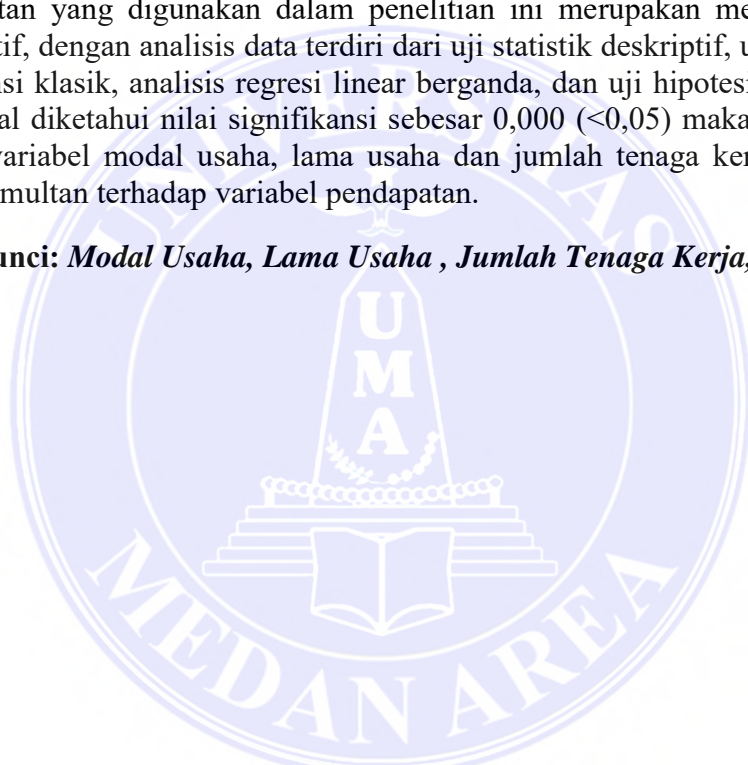 tan yang digunakan dalam penelitian ini merupakan me
tif, dengan analisis data terdiri dari uji statistik deskriptif, u
nsi klasik, analisis regresi linear berganda, dan uji hipotesi
al diketahui nilai signifikansi sebesar 0,000 (<0,05) maka
variabel modal usaha, lama usaha dan jumlah tenaga ker
multan terhadap variabel pendapatan.
unci: Modal Usaha, Lama Usaha , Jumlah Tenaga Kerja,
UNIVERSITAS
UMA
MEDAN AREA